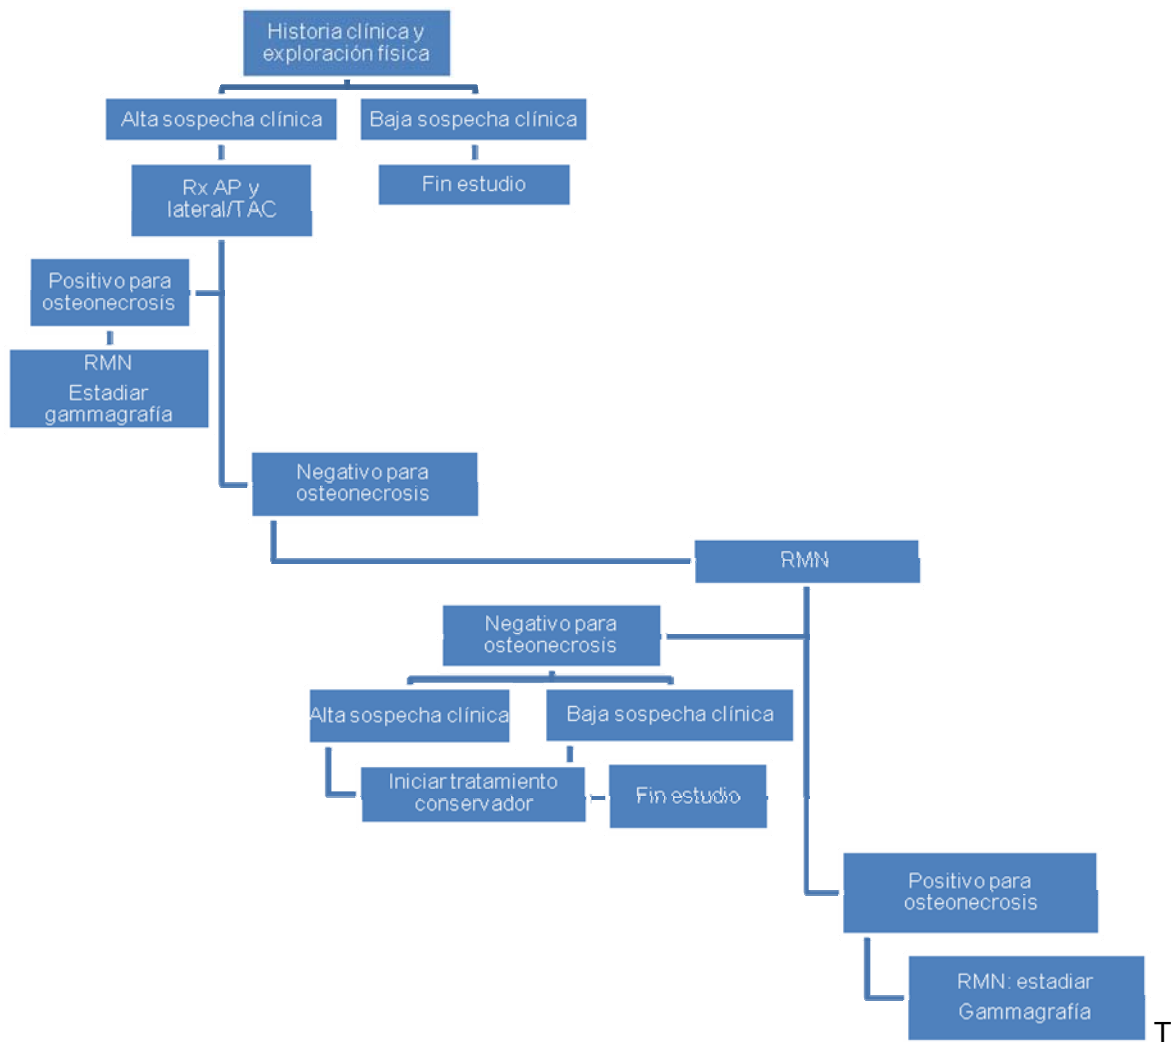 Historia clínica y
exploración física
Alta sospecha clínica
Baja sospecha clínica
Rx AP y
lateral/TAC
Fin estudio
Positivo para
osteonecrosis
RMN
Estadiar
gammagrafía
Negativo para
osteonecrosis
RMN
Negativo para
osteonecrosis
Alta sospecha clínica
Baja sospecha clínica
Iniciar tratamiento
conservador
Fin estudio
Positivo para
osteonecrosis
RMN: estadiar
Gammagrafía
T